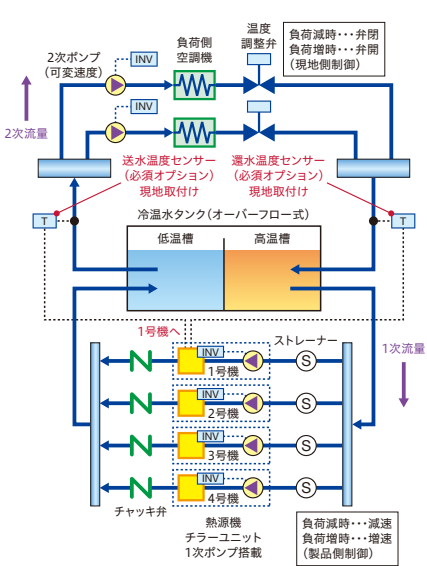 2次ポンプ
(可変速度)
INV
負荷側
空調機
温度
調整弁
負荷減時･･･弁閉
負荷増時･･･弁開
(現地側制御)
INV
2次流量
送水温度センサー
(必須オプション)
現地取付け
還水温度センサー
(必須オプション)
現地取付け
T
T
冷温水タンク(オーバーフロー式)
低温槽
高温槽
1号機へ
ストレーナー
1次流量
INV
1号機
S
INV
2号機
S
INV
3号機
S
INV
4号機
S
チャッキ弁
熱源機
チラーユニット
1次ポンプ搭載
負荷減時･･･減速
負荷増時･･･増速
(製品側制御)